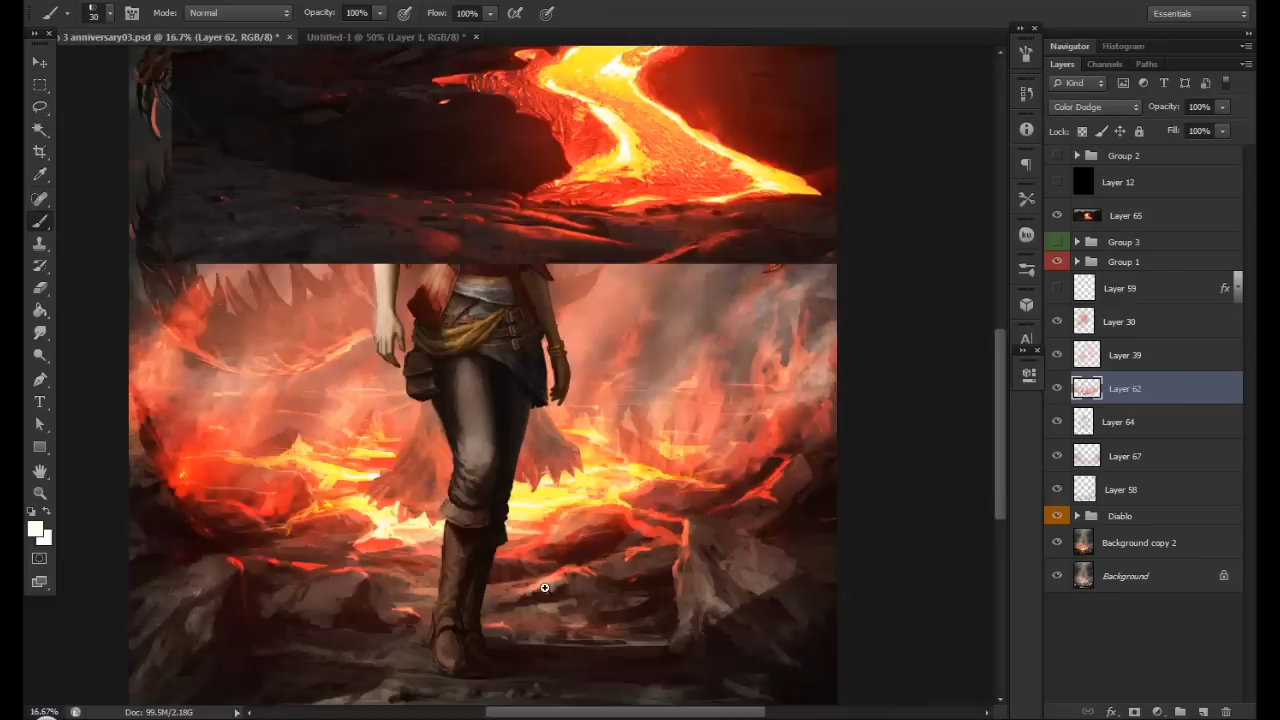 30 Mode: Normal Opacity: 100% Flow: 100% Essentials
3 anniversary03.psd @ 16.7% (Layer 62, RGB/8) * × Untitled-1 @ 50% (Layer 1, RGB/8) * ×
Navigator Histogram
Layers Channels Paths
Kind
Color Dodge Opacity: 100%
Lock: Fill: 100%
Group 2
Layer 12
Layer 65
Group 3
Group 1
Layer 59 fx
Layer 30
Layer 39
Layer 62
Layer 64
Layer 67
Layer 58
Diablo
Background copy 2
Background
16.67% Doc: 99.5M/2.18G